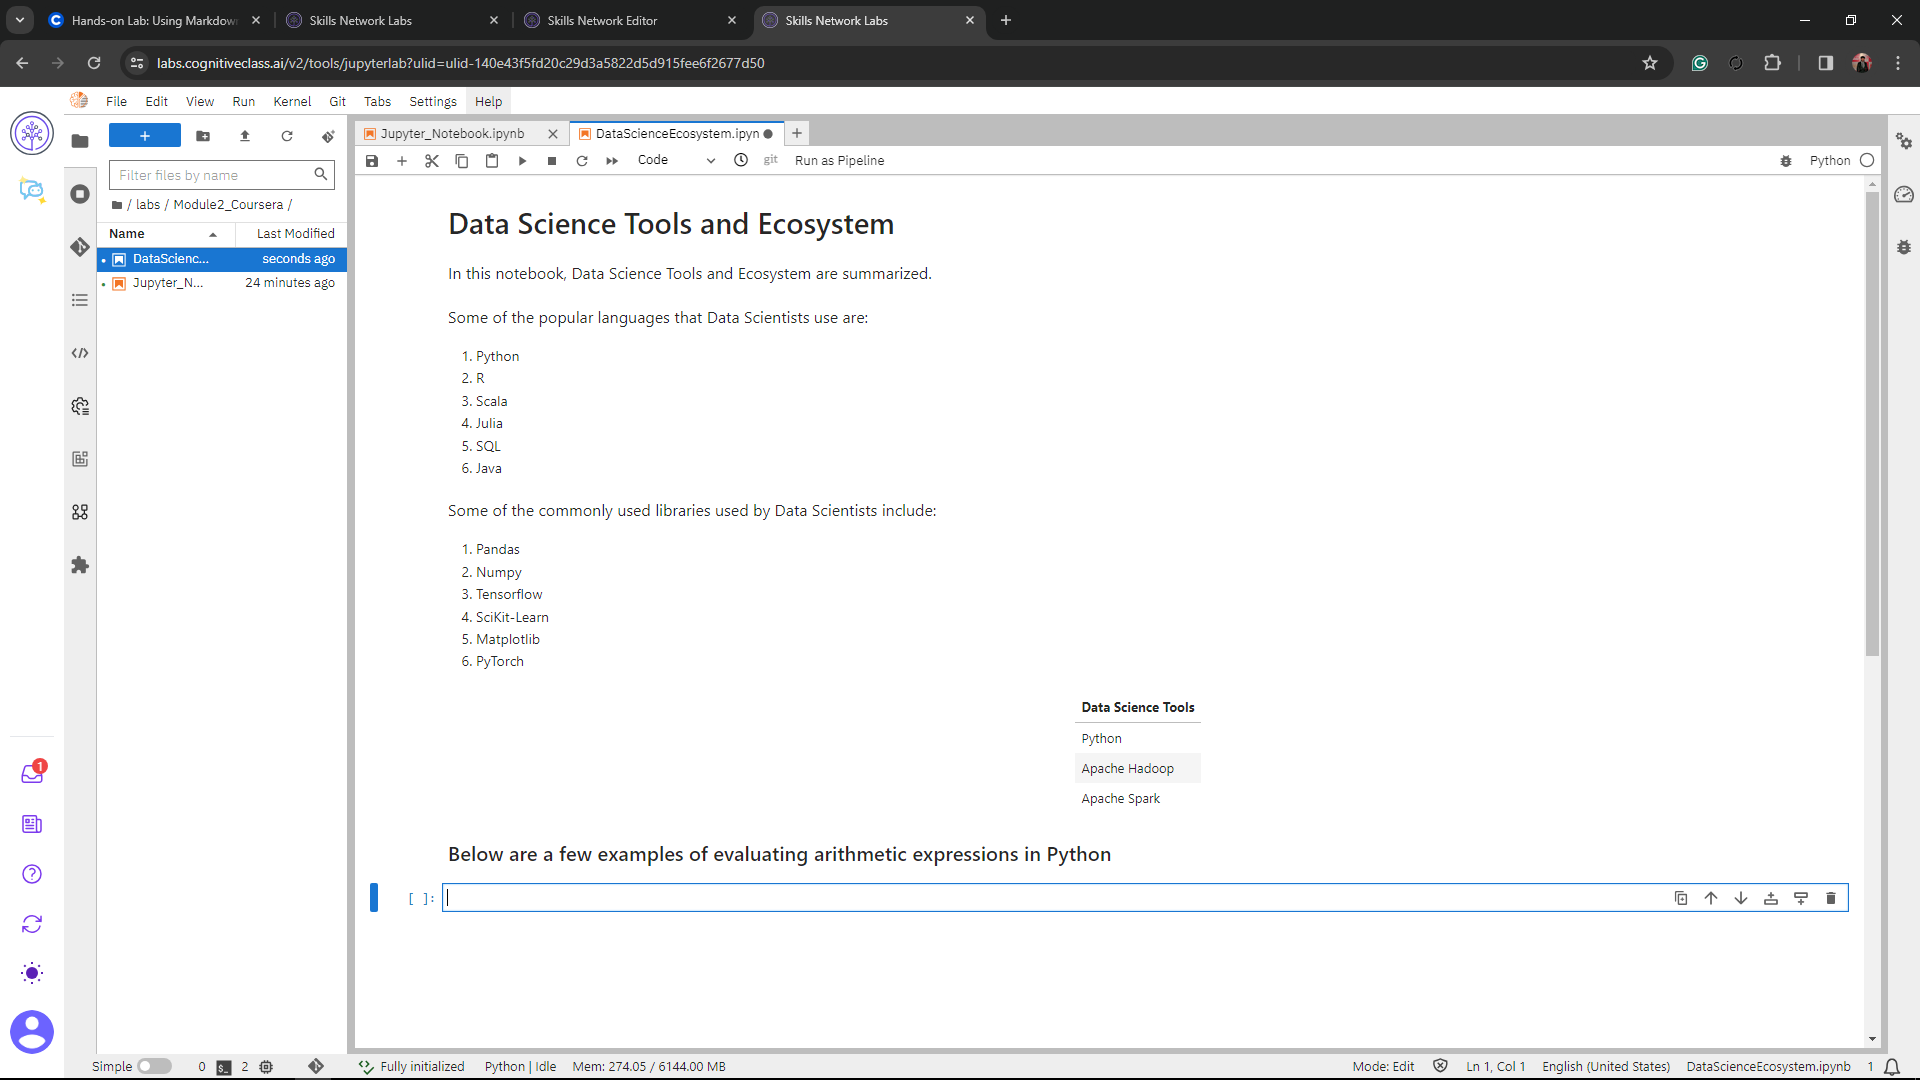 Hands-on Lab: Using Markdown
Skills Network Labs
Skills Network Editor
Skills Network Labs
labs.cognitiveclass.ai/v2/tools/jupyterlab?ulid=ulid-140e43f5fd20c29d3a5822d5d915fee6f2677d50
File Edit View Run Kernel Git Tabs Settings Help
Jupyter_Notebook.ipynb
DataScienceEcosystem.ipyn
Code
git
Run as Pipeline
Python
Filter files by name
/ labs / Module2_Coursera /
Name Last Modified
DataScienc... seconds ago
Jupyter_N... 24 minutes ago
Data Science Tools and Ecosystem
In this notebook, Data Science Tools and Ecosystem are summarized.
Some of the popular languages that Data Scientists use are:
1. Python
2. R
3. Scala
4. Julia
5. SQL
6. Java
Some of the commonly used libraries used by Data Scientists include:
1. Pandas
2. Numpy
3. Tensorflow
4. SciKit-Learn
5. Matplotlib
6. PyTorch
Data Science Tools
Python
Apache Hadoop
Apache Spark
Below are a few examples of evaluating arithmetic expressions in Python
[ ]:
1
Simple 0 2 Fully initialized Python | Idle Mem: 274.05 / 6144.00 MB Mode: Edit Ln 1, Col 1 English (United States) DataScienceEcosystem.ipynb 1